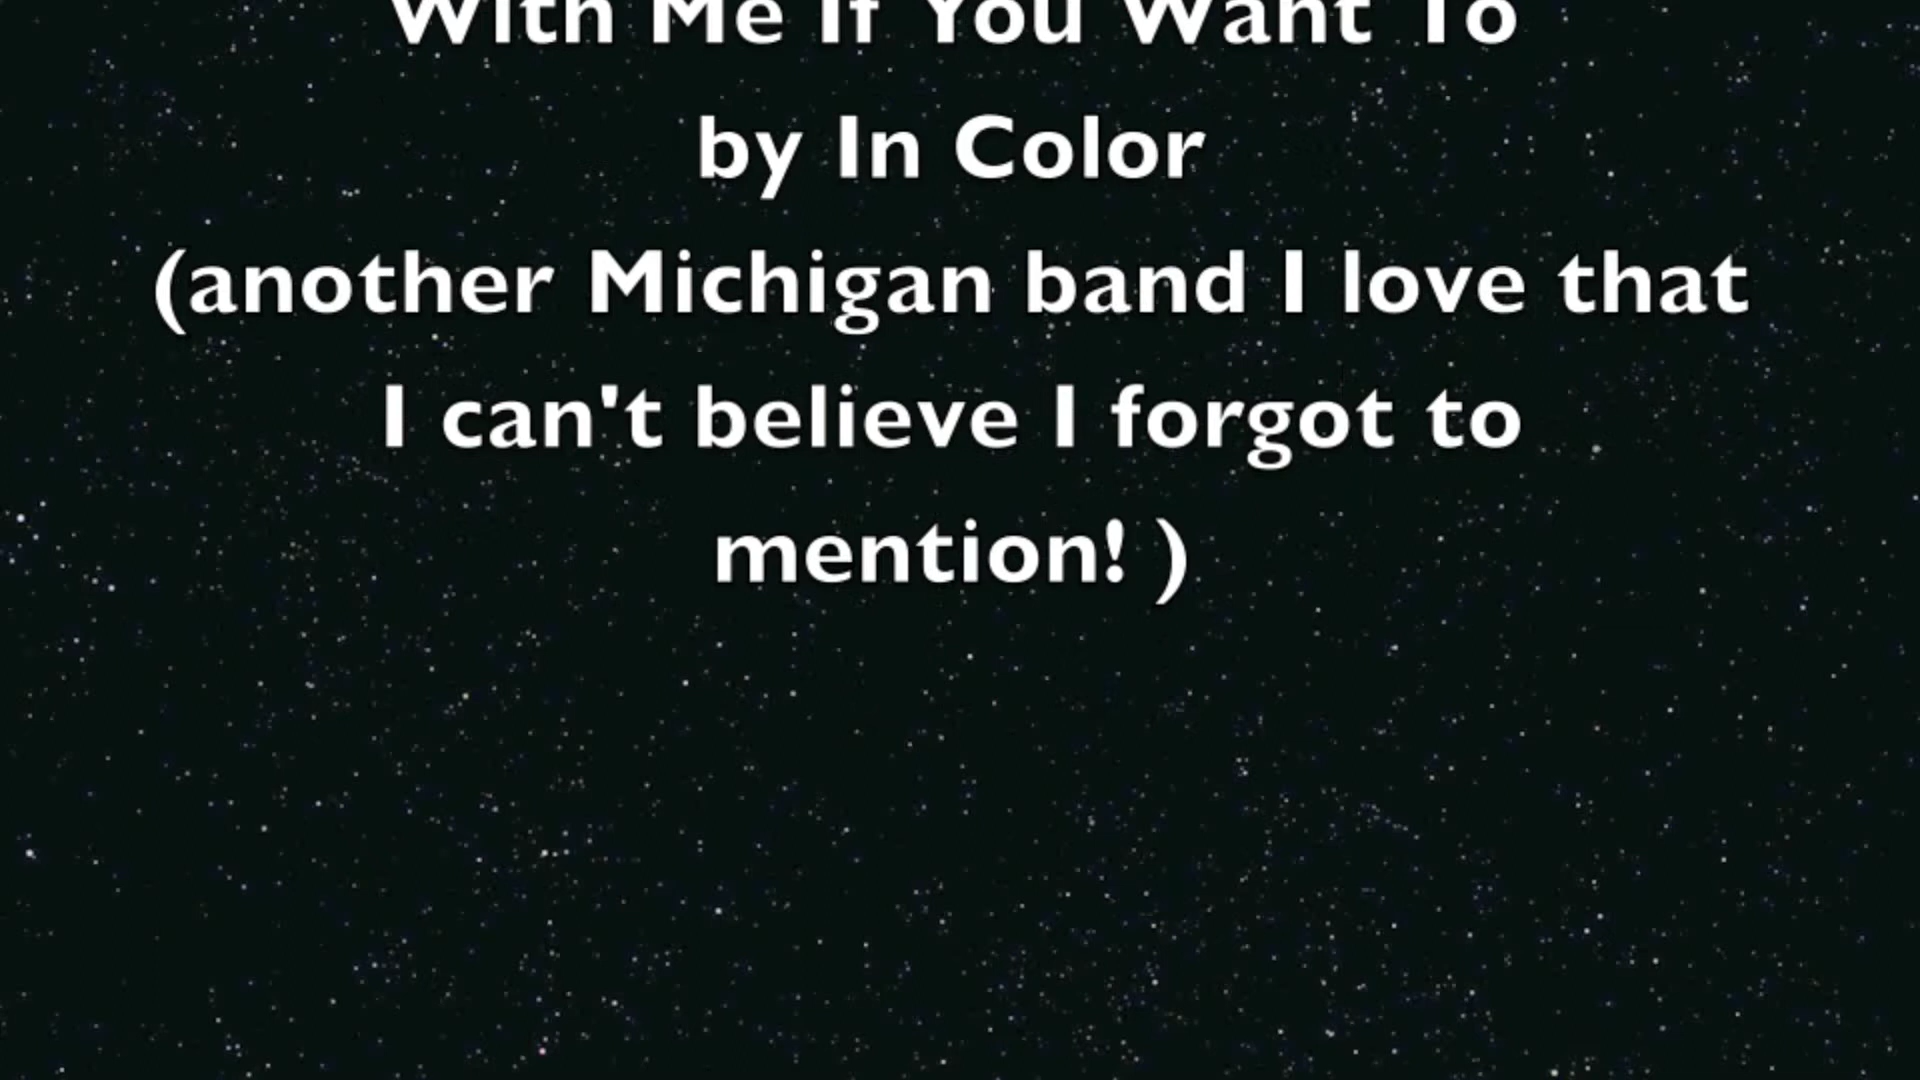 With Me If You Want To
by In Color
(another Michigan band I love that
I can't believe I forgot to
mention! )